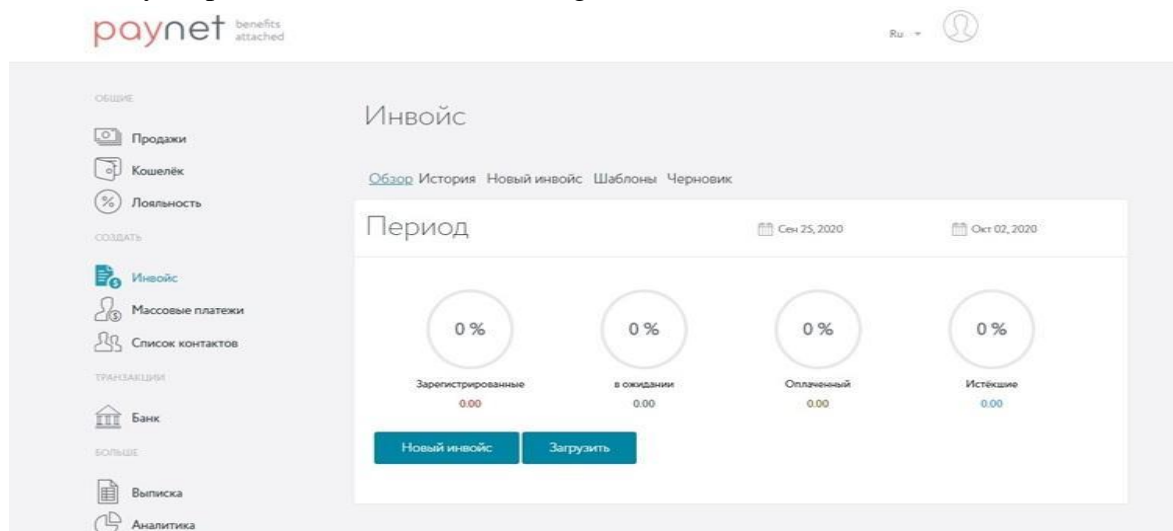 paynet benefits
attached
Ru
ОБЩИЕ
Продажи
Кошелёк
Лояльность
СОЗДАТЬ
Инвойс
Массовые платежи
Список контактов
ТРАНЗАКЦИИ
Банк
БОЛЬШЕ
Выписка
Аналитика
Инвойс
Обзор История Новый инвойс Шаблоны Черновик
Период Сен 25, 2020 Окт 02, 2020
0 % 0 % 0 % 0 %
Зарегистрированные в ожидании Оплаченный Истёкшие
0.00 0.00 0.00 0.00
Новый инвойс Загрузить